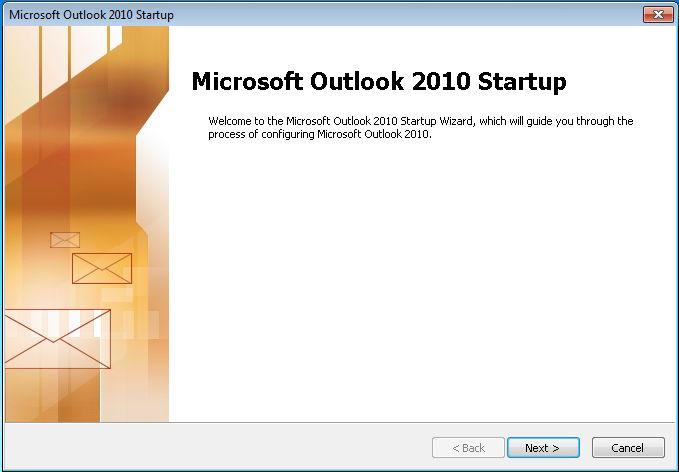 Microsoft Outlook 2010 Startup
Microsoft Outlook 2010 Startup
Welcome to the Microsoft Outlook 2010 Startup Wizard, which will guide you through the
process of configuring Microsoft Outlook 2010.
< Back
Next >
Cancel